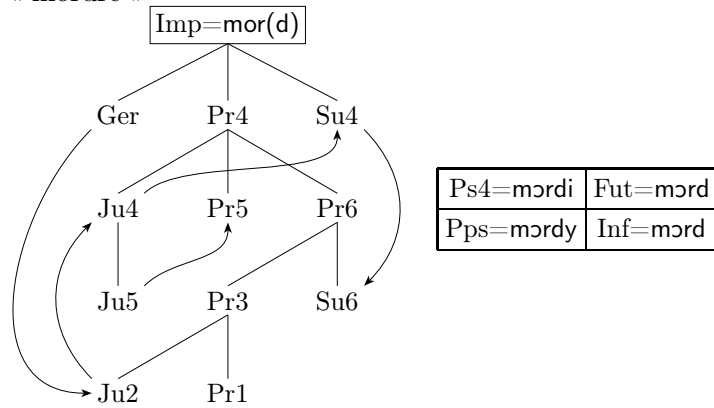 Imp=mor(d)
Ger Pr4 Su4
Ju4 Pr5 Pr6
Ps4=mɔrdi Fut=mɔrd
Pps=mɔrdy Inf=mɔrd
Ju5 Pr3 Su6
Ju2 Pr1